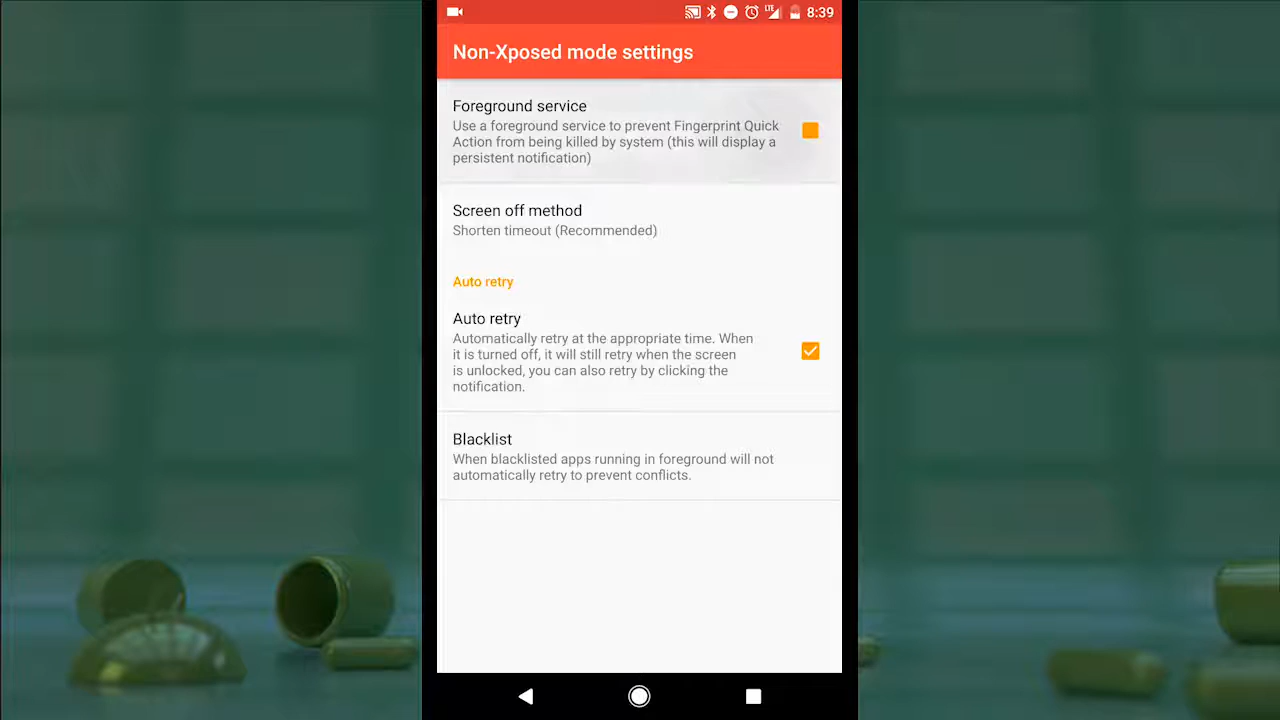 LTE 8:39
Non-Xposed mode settings
Foreground service
Use a foreground service to prevent Fingerprint Quick
Action from being killed by system (this will display a
persistent notification)
Screen off method
Shorten timeout (Recommended)
Auto retry
Auto retry
Automatically retry at the appropriate time. When
it is turned off, it will still retry when the screen
is unlocked, you can also retry by clicking the
notification.
Blacklist
When blacklisted apps running in foreground will not
automatically retry to prevent conflicts.